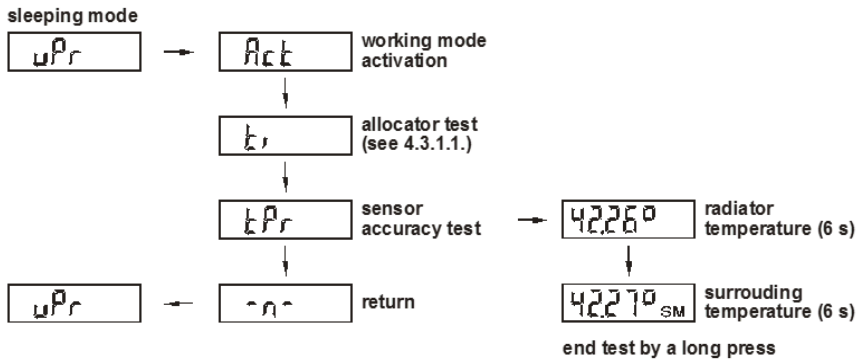 sleeping mode
uPr
Act
working mode
activation
ti
allocator test
(see 4.3.1.1.)
tPr
sensor
accuracy test
42.26°
radiator
temperature (6 s)
uPr
-n-
return
42.27° SM
surrouding
temperature (6 s)
end test by a long press